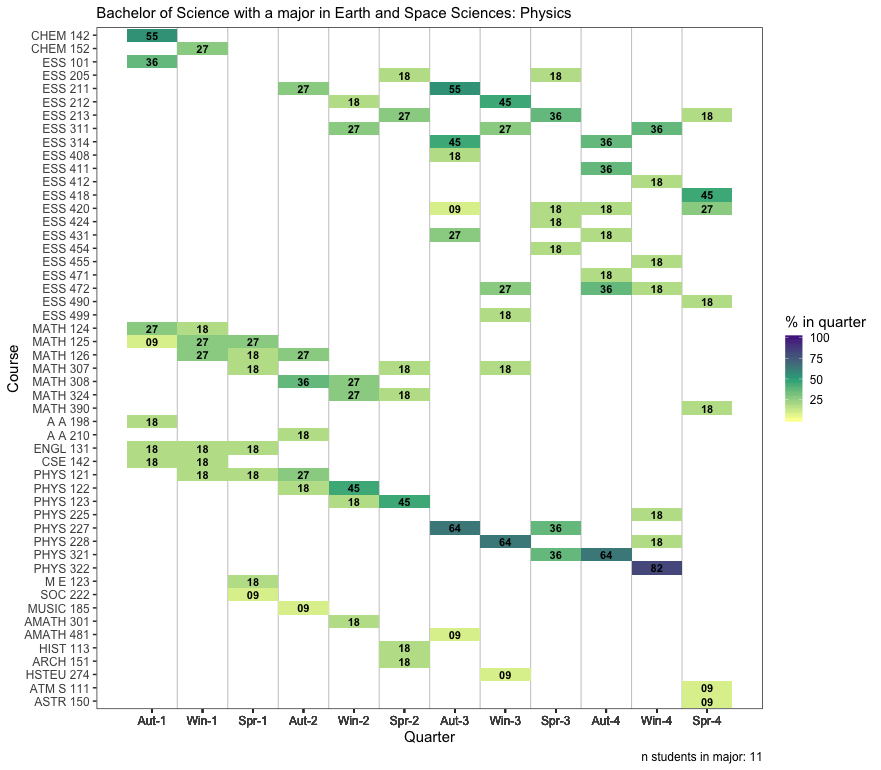 Bachelor of Science with a major in Earth and Space Sciences: Physics
Course
CHEM 142 55
CHEM 152 27
ESS 101 36
ESS 205 18 18
ESS 211 27 55
ESS 212 18 45
ESS 213 27 36 18
ESS 311 27 27 36
ESS 314 45 36
ESS 408 18
ESS 411 36
ESS 412 18
ESS 418 45
ESS 420 09 18 18 27
ESS 424 18
ESS 431 27 18
ESS 454 18
ESS 455 18
ESS 471 18
ESS 472 27 36 18
ESS 490 18
ESS 499 18
MATH 124 27 18
MATH 125 09 27 27
MATH 126 27 18 27
MATH 307 18 18 18
MATH 308 36 27
MATH 324 27 18
MATH 390 18
A A 198 18
A A 210 18
ENGL 131 18 18 18
CSE 142 18 18
PHYS 121 18 18 27
PHYS 122 18 45
PHYS 123 18 45
PHYS 225 18
PHYS 227 64 36
PHYS 228 64 18
PHYS 321 36 64
PHYS 322 82
M E 123 18
SOC 222 09
MUSIC 185 09
AMATH 301 18
AMATH 481 09
HIST 113 18
ARCH 151 18
HSTEU 274 09
ATM S 111 09
ASTR 150 09
Aut-1 Win-1 Spr-1 Aut-2 Win-2 Spr-2 Aut-3 Win-3 Spr-3 Aut-4 Win-4 Spr-4
Quarter
% in quarter
100
75
50
25
n students in major: 11